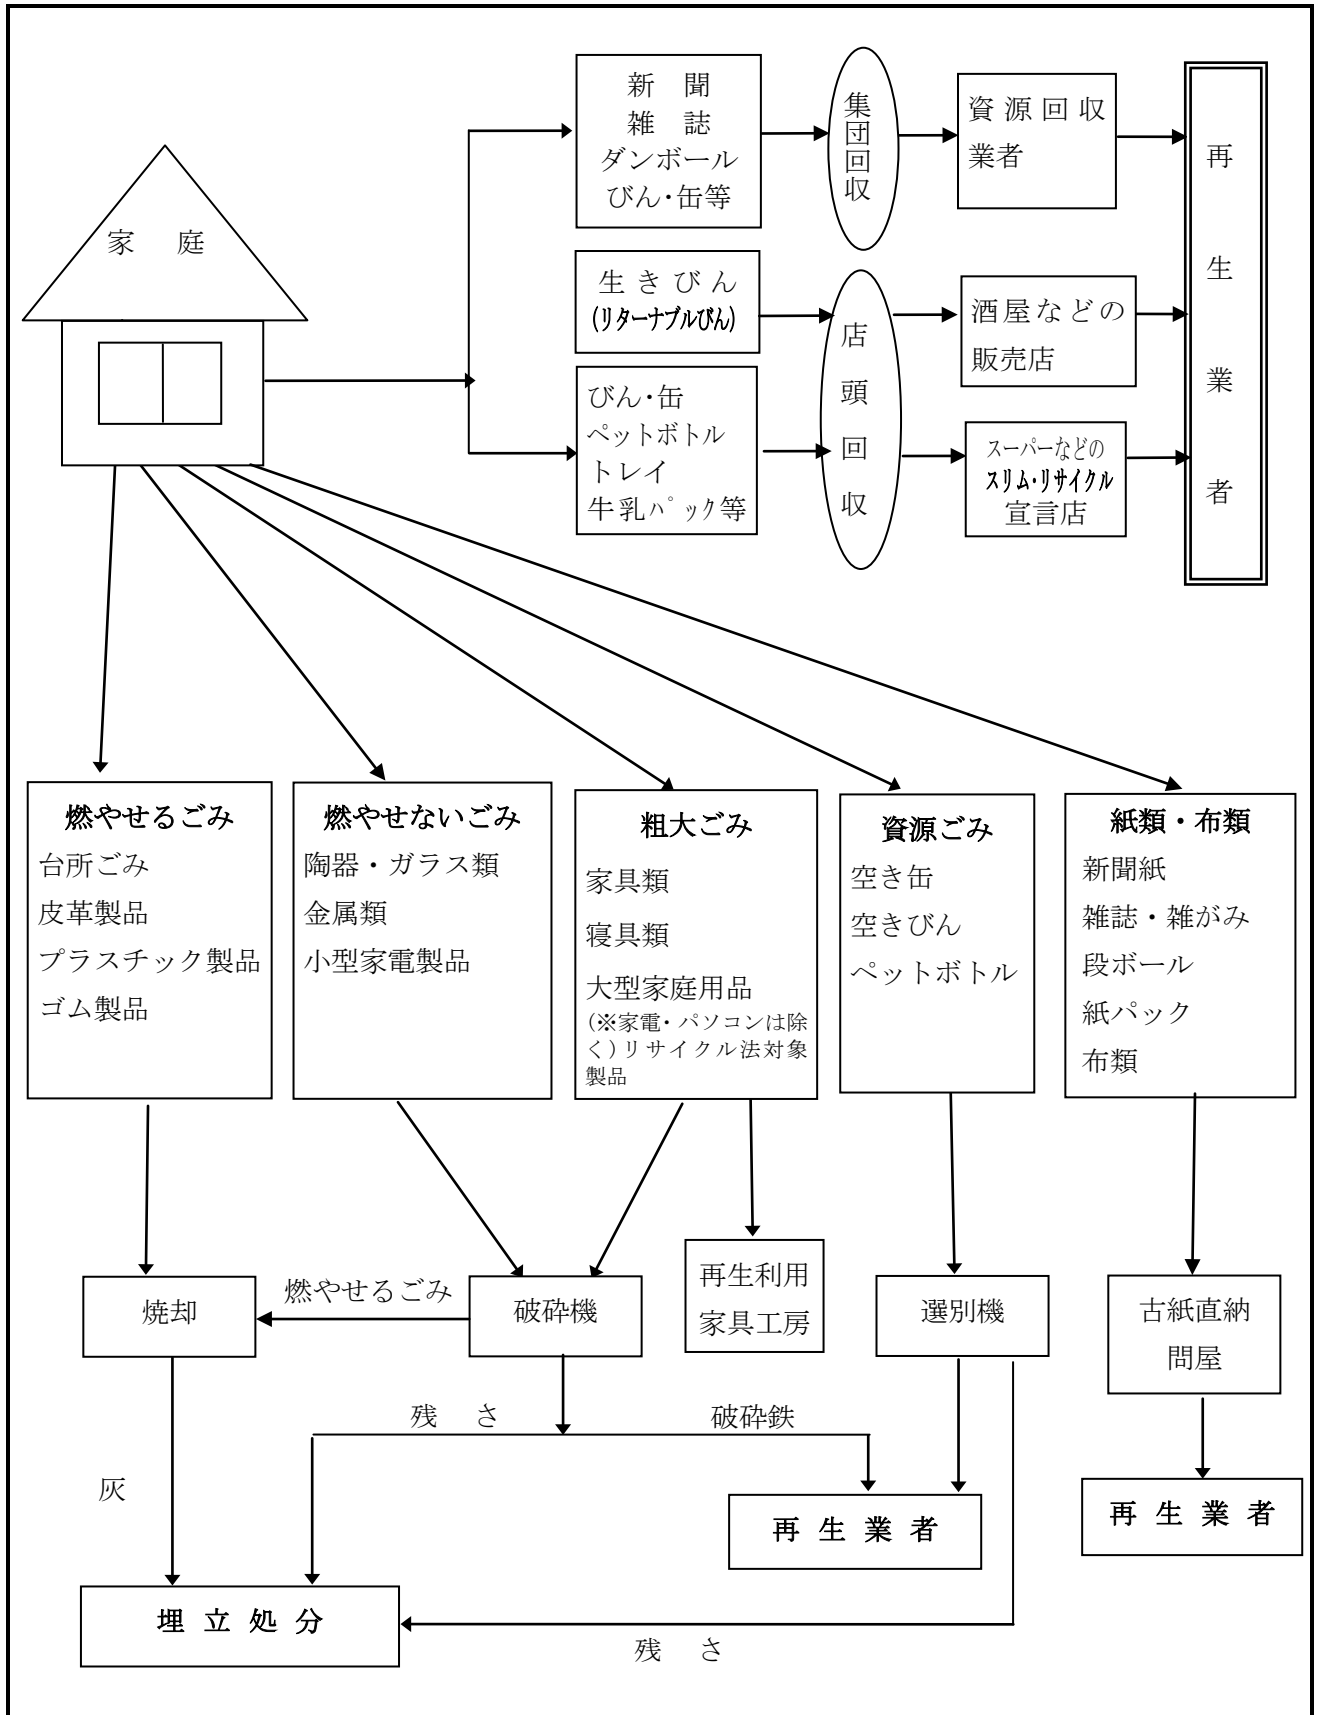 家　庭
新　聞
雑　誌
ダンボール
びん・缶等
集団回収
資源回収
業者
再生業者
生きびん
(リターナブルびん)
店頭回収
酒屋などの
販売店
びん・缶
ペットボトル
トレイ
牛乳ﾊﾟｯｸ等
スーパーなどの
スリム・リサイクル
宣言店
燃やせるごみ
台所ごみ
皮革製品
プラスチック製品
ゴム製品
燃やせないごみ
陶器・ガラス類
金属類
小型家電製品
粗大ごみ
家具類
寝具類
大型家庭用品
(※家電・パソコンは除
く)リサイクル法対象
製品
資源ごみ
空き缶
空きびん
ペットボトル
紙類・布類
新聞紙
雑誌・雑がみ
段ボール
紙パック
布類
焼却
燃やせるごみ
破砕機
再生利用
家具工房
選別機
古紙直納
問屋
残　さ
破砕鉄
灰
再生業者
再生業者
埋立処分
残　さ